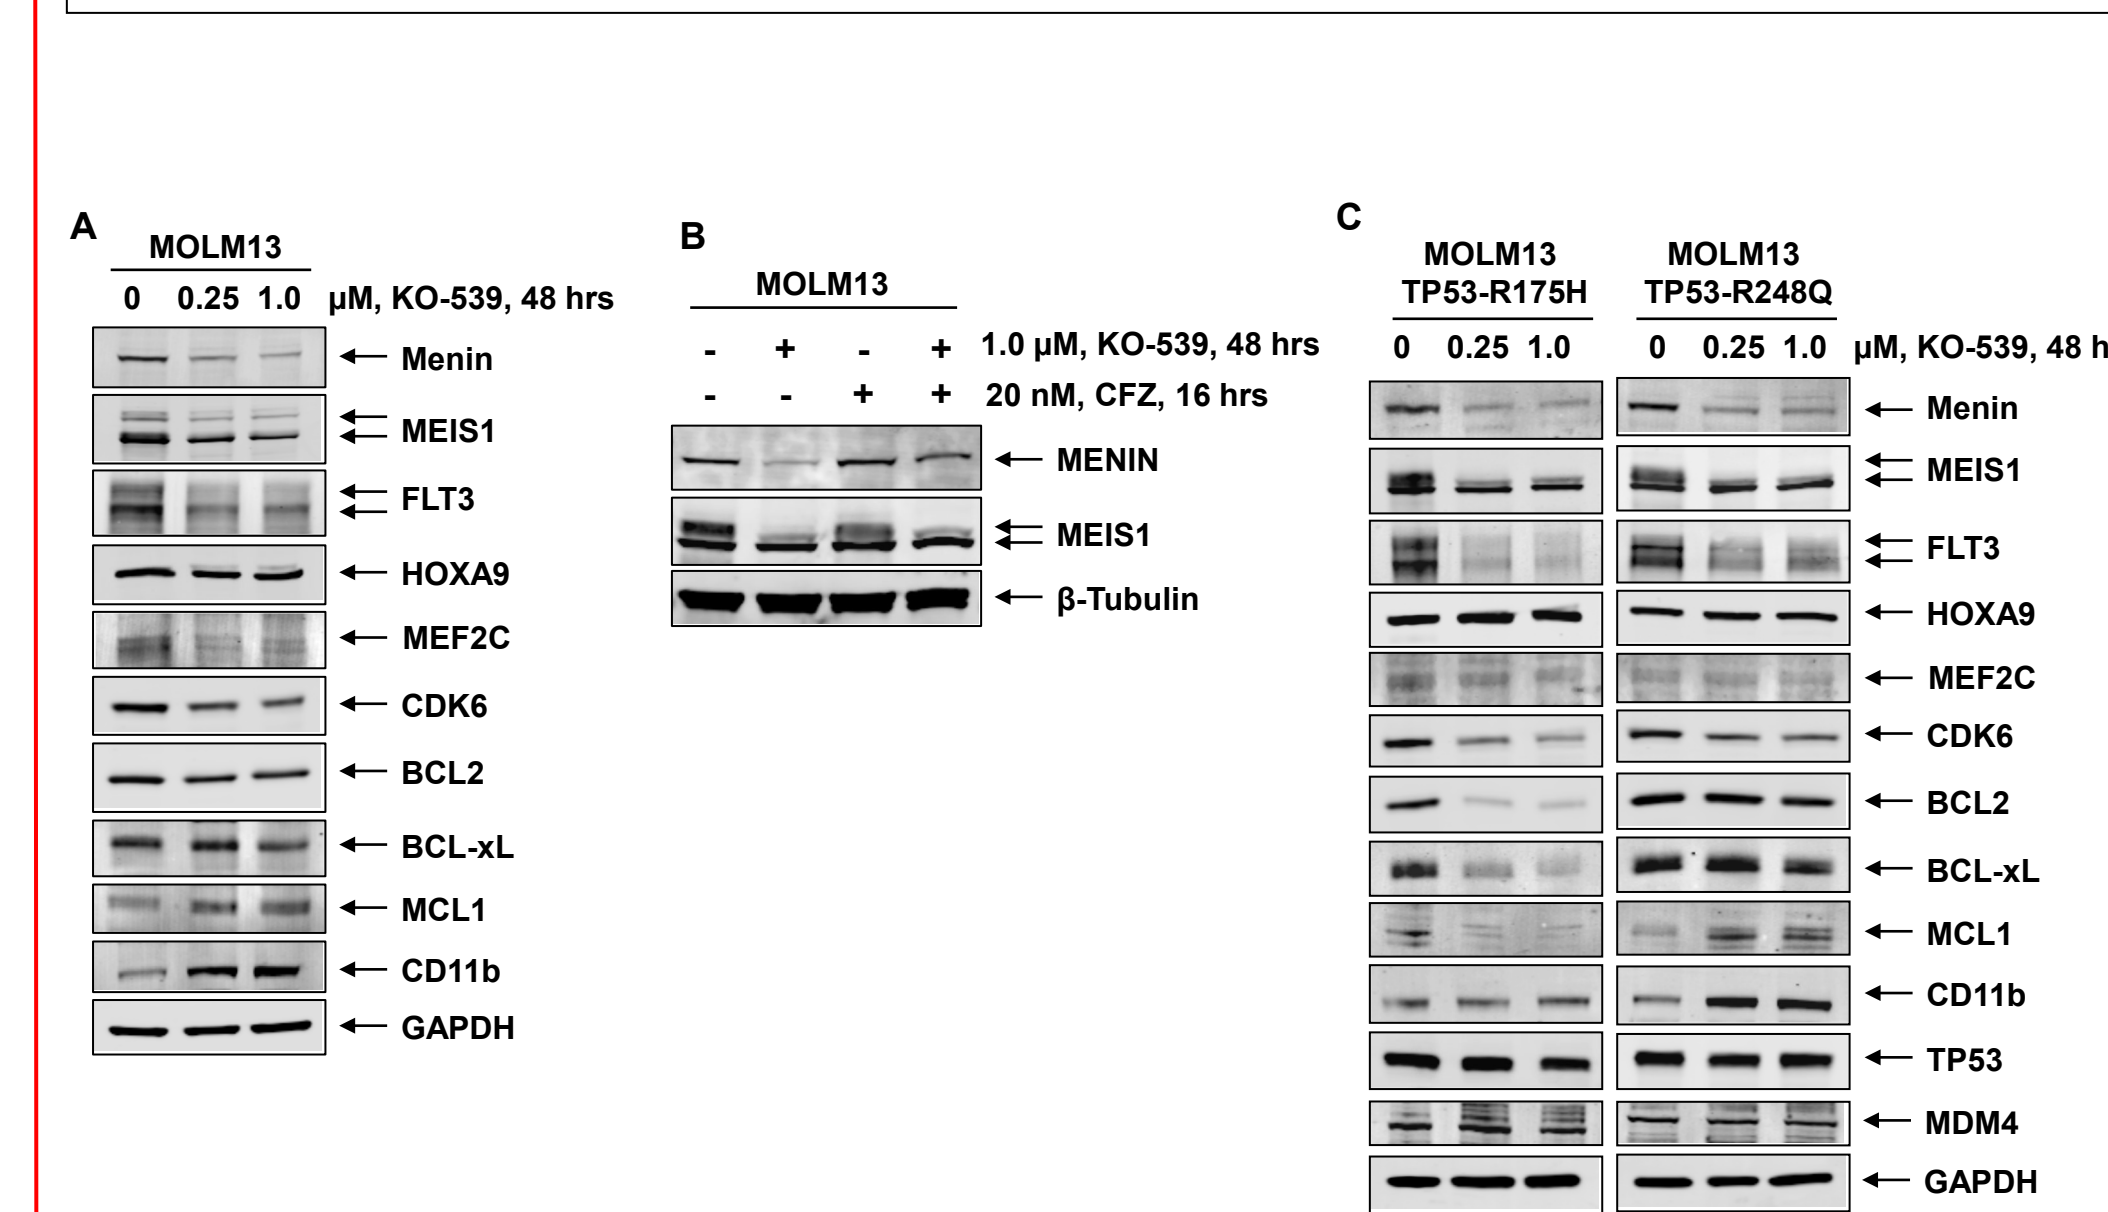 A
MOLM13
0 0.25 1.0 µM, KO-539, 48 hrs
Menin
MEIS1
FLT3
HOXA9
MEF2C
CDK6
BCL2
BCL-xL
MCL1
CD11b
GAPDH
B
MOLM13
- + - + 1.0 µM, KO-539, 48 hrs
- - + + 20 nM, CFZ, 16 hrs
MENIN
MEIS1
β-Tubulin
C
MOLM13 MOLM13
TP53-R175H TP53-R248Q
0 0.25 1.0 0 0.25 1.0 µM, KO-539, 48 h
Menin
MEIS1
FLT3
HOXA9
MEF2C
CDK6
BCL2
BCL-xL
MCL1
CD11b
TP53
MDM4
GAPDH